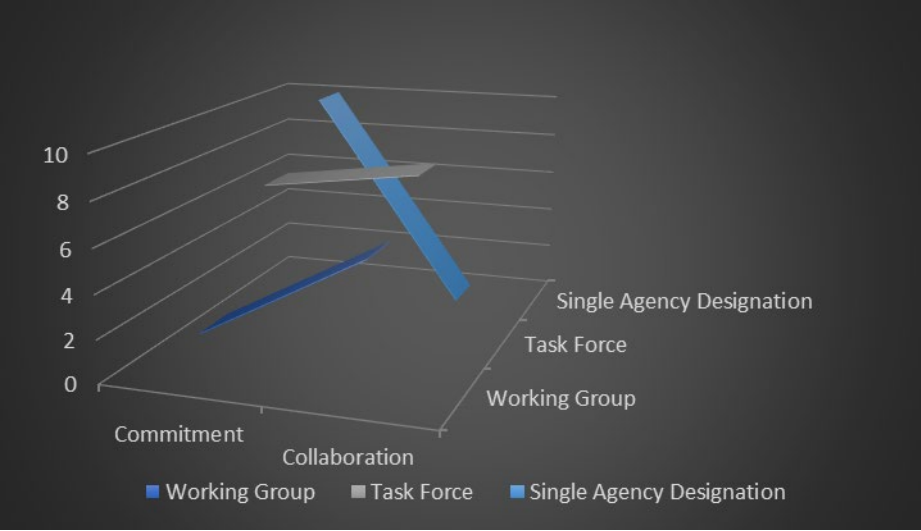 10
8
6
4
2
0
Single Agency Designation
Task Force
Working Group
Commitment
Collaboration
Working Group Task Force Single Agency Designation